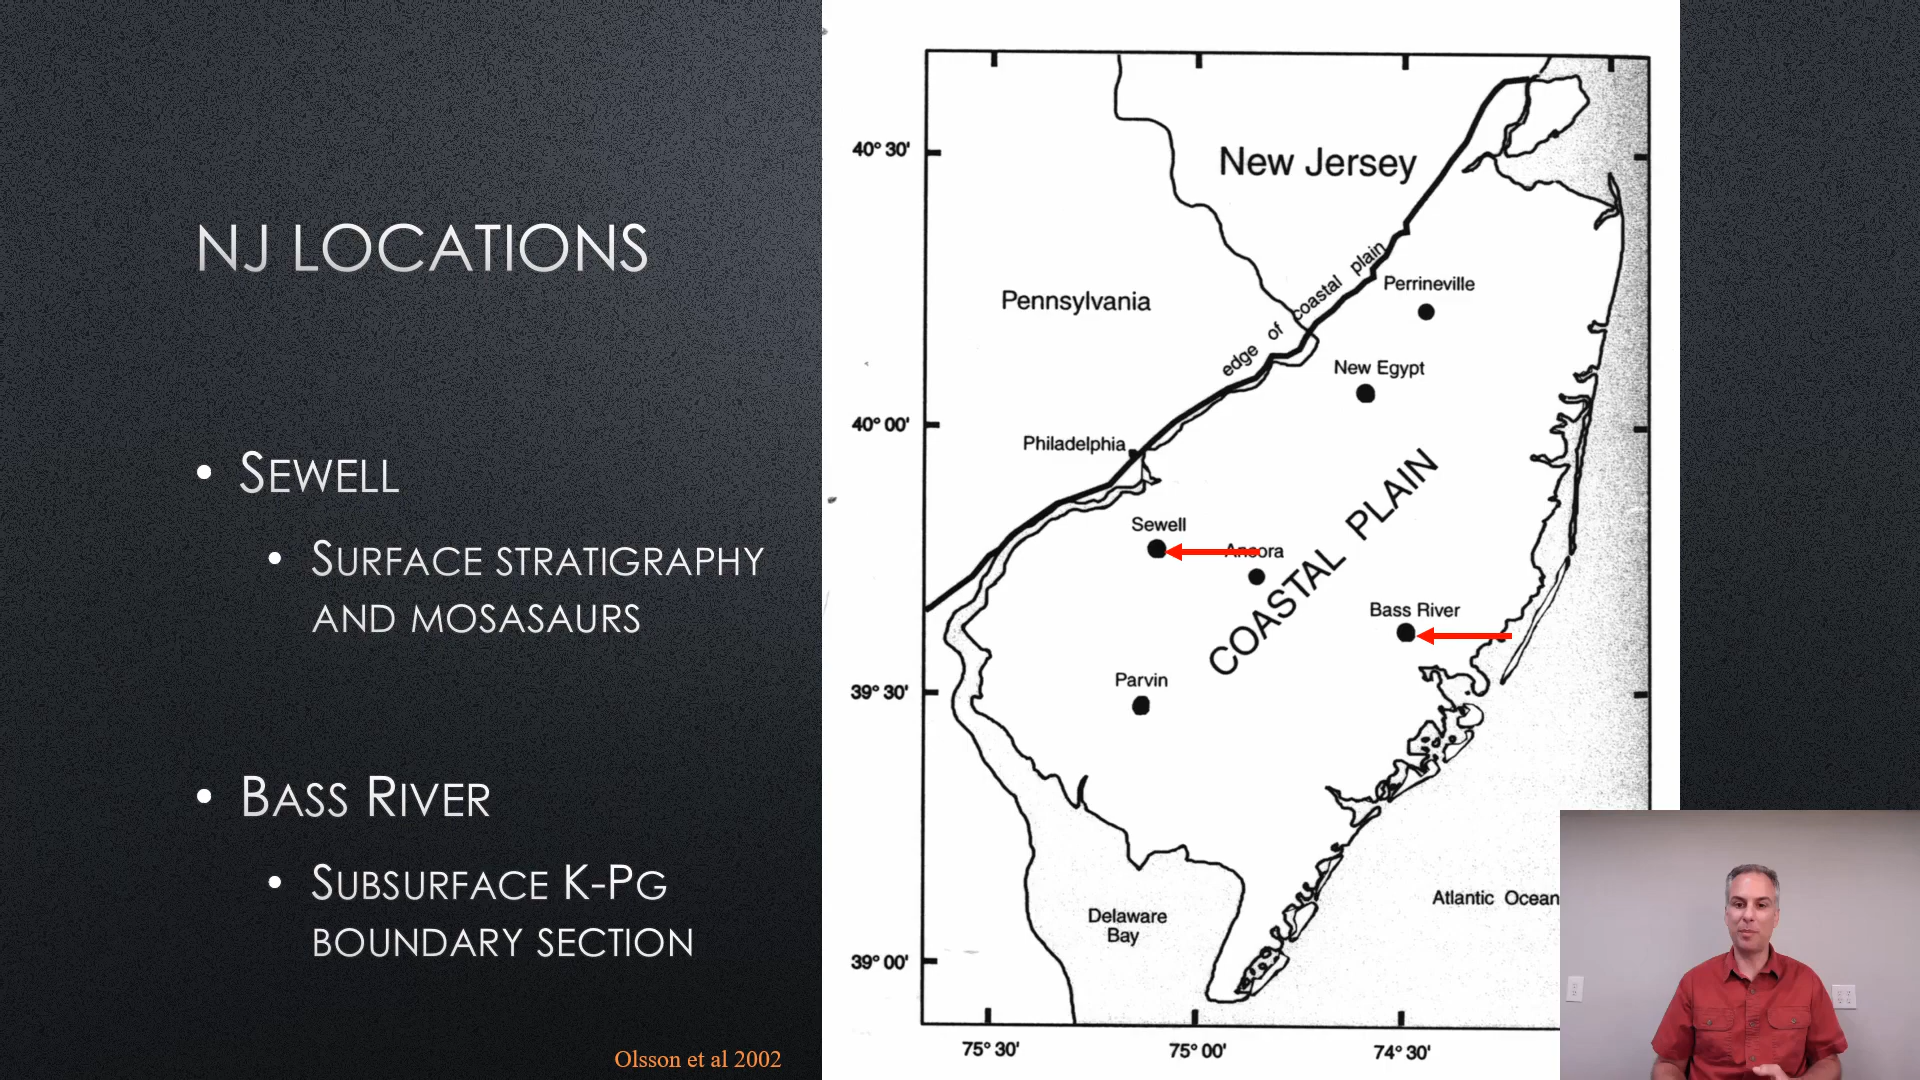 NJ LOCATIONS
• SEWELL
• SURFACE STRATIGRAPHY
AND MOSASAURS
• BASS RIVER
• SUBSURFACE K-PG
BOUNDARY SECTION
Olsson et al 2002
40° 30'
New Jersey
Pennsylvania
edge of coastal plain
Perrineville
New Egypt
40° 00'
Philadelphia
COASTAL PLAIN
Sewell
Ancora
Bass River
Parvin
39° 30'
Delaware
Bay
Atlantic Ocean
39° 00'
75° 30'
75° 00'
74° 30'